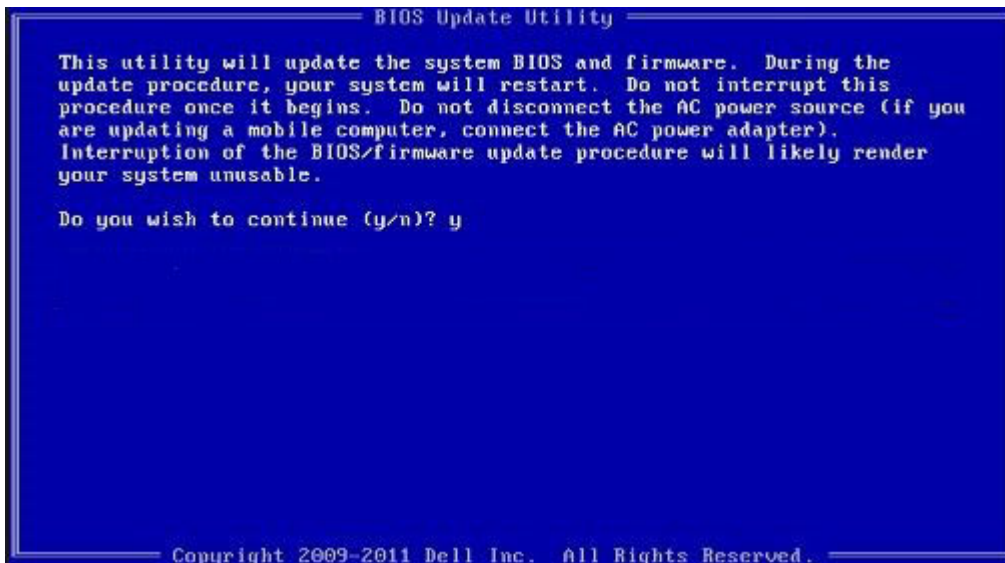 BIOS Update Utility
This utility will update the system BIOS and firmware. During the
update procedure, your system will restart. Do not interrupt this
procedure once it begins. Do not disconnect the AC power source (if you
are updating a mobile computer, connect the AC power adapter).
Interruption of the BIOS/firmware update procedure will likely render
your system unusable.
Do you wish to continue (y/n)? y
Copyright 2009-2011 Dell Inc. All Rights Reserved.